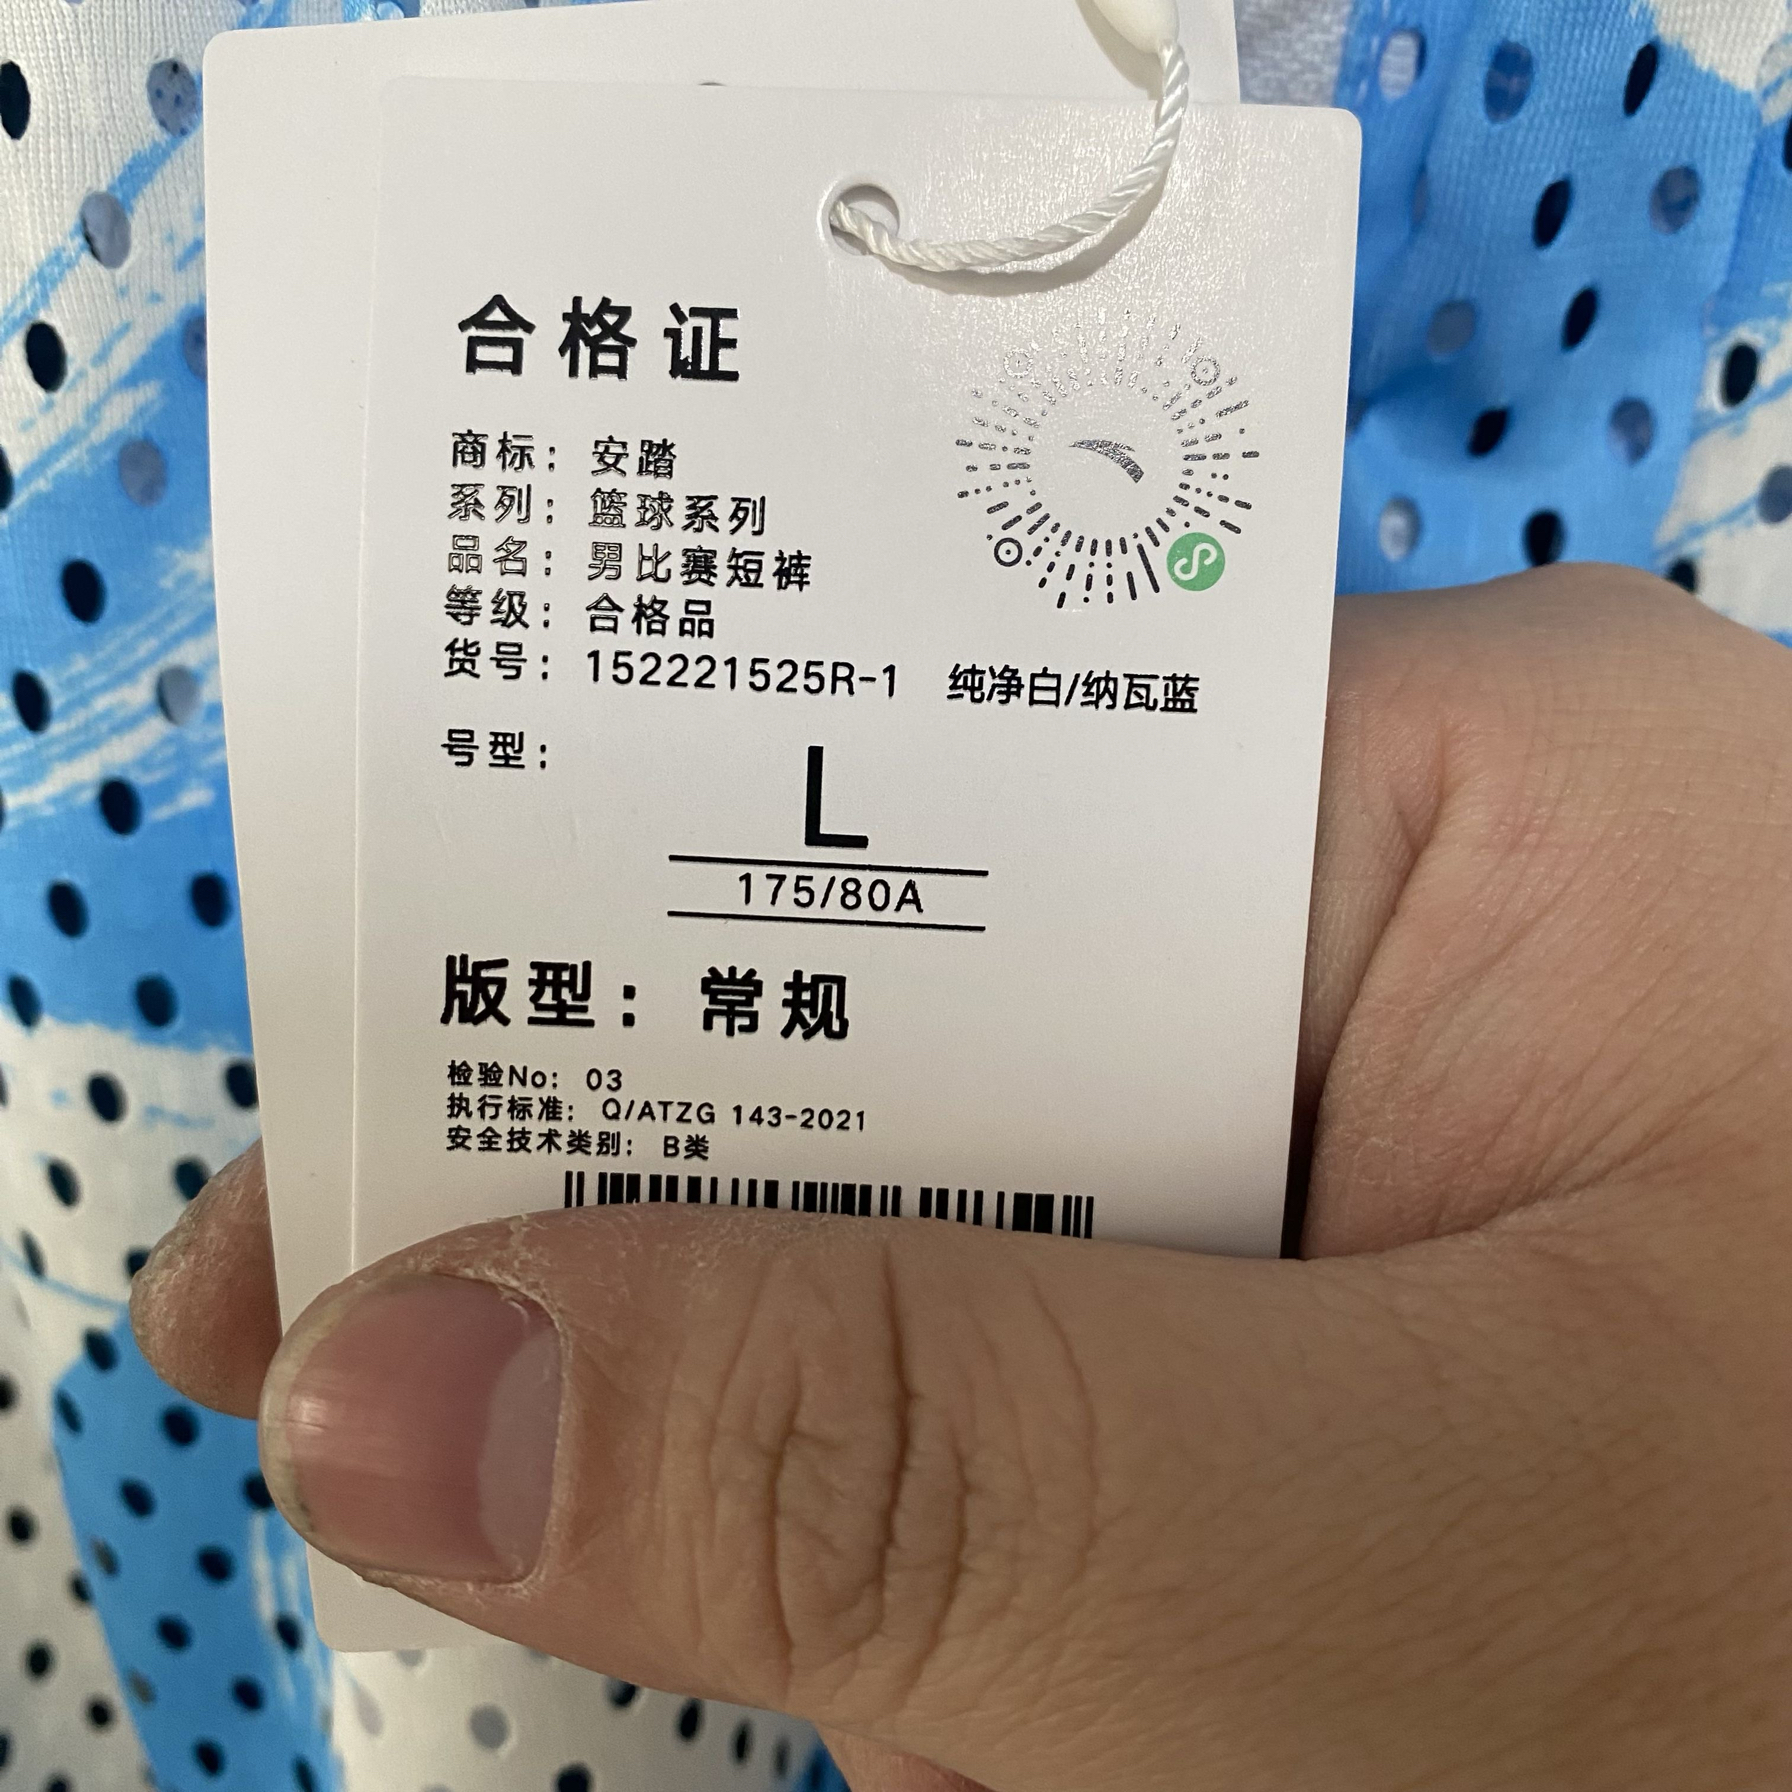 合格证
商标：安踏
系列：篮球系列
品名：男比赛短裤
等级：合格品
货号：152221525R-1 纯净白/纳瓦蓝
号型：
L
175/80A
版型：常规
检验No：03
执行标准：Q/ATZG 143-2021
安全技术类别：B类